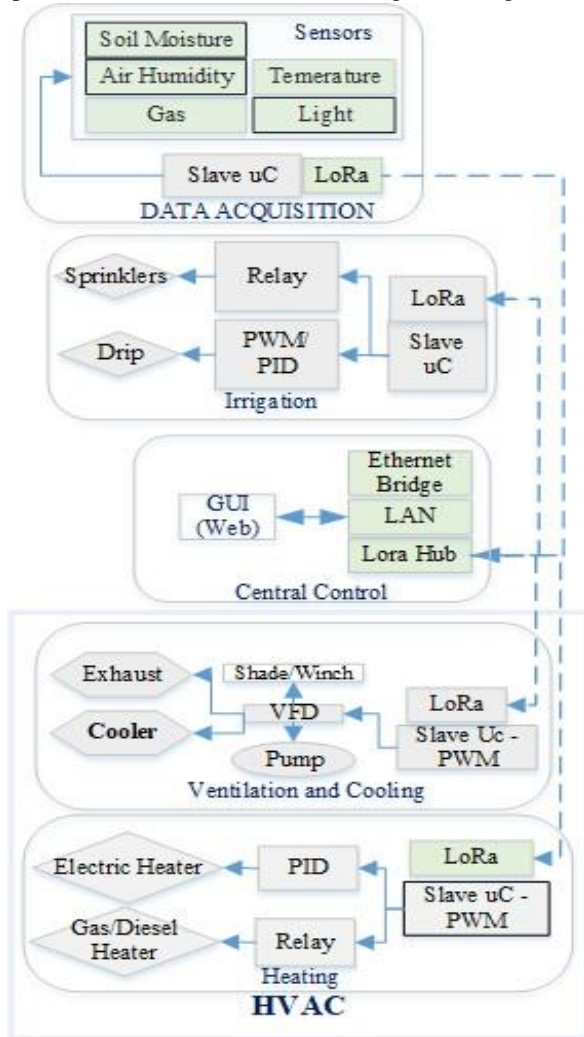 Soil Moisture
Sensors
Air Humidity
Temerature
Gas
Light
Slave uC
LoRa
DATA ACQUISITION
Sprinklers
Relay
LoRa
Drip
PWM/
PID
Slave
uC
Irrigation
Ethernet
Bridge
GUI
(Web)
LAN
Lora Hub
Central Control
Exhaust
Shade/Winch
LoRa
VFD
Cooler
Slave Uc -
PWM
Pump
Ventilation and Cooling
Electric Heater
PID
LoRa
Slave uC -
PWM
Gas/Diesel
Heater
Relay
Heating
HVAC